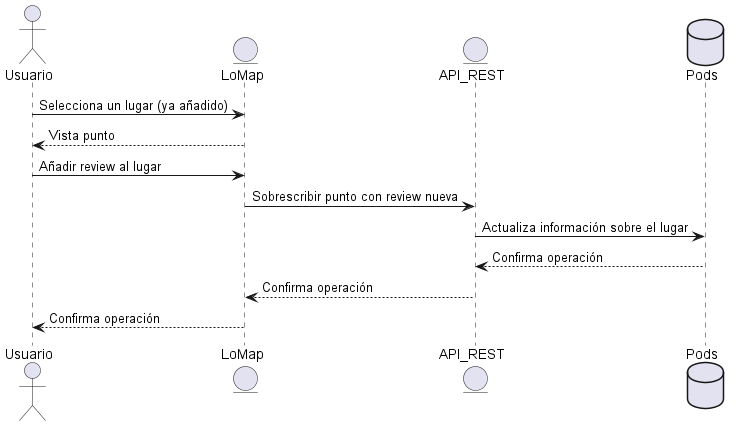 Usuario
LoMap
API_REST
Pods
Selecciona un lugar (ya añadido)
Vista punto
Añadir review al lugar
Sobrescribir punto con review nueva
Actualiza información sobre el lugar
Confirma operación
Confirma operación
Confirma operación
Usuario
LoMap
API_REST
Pods